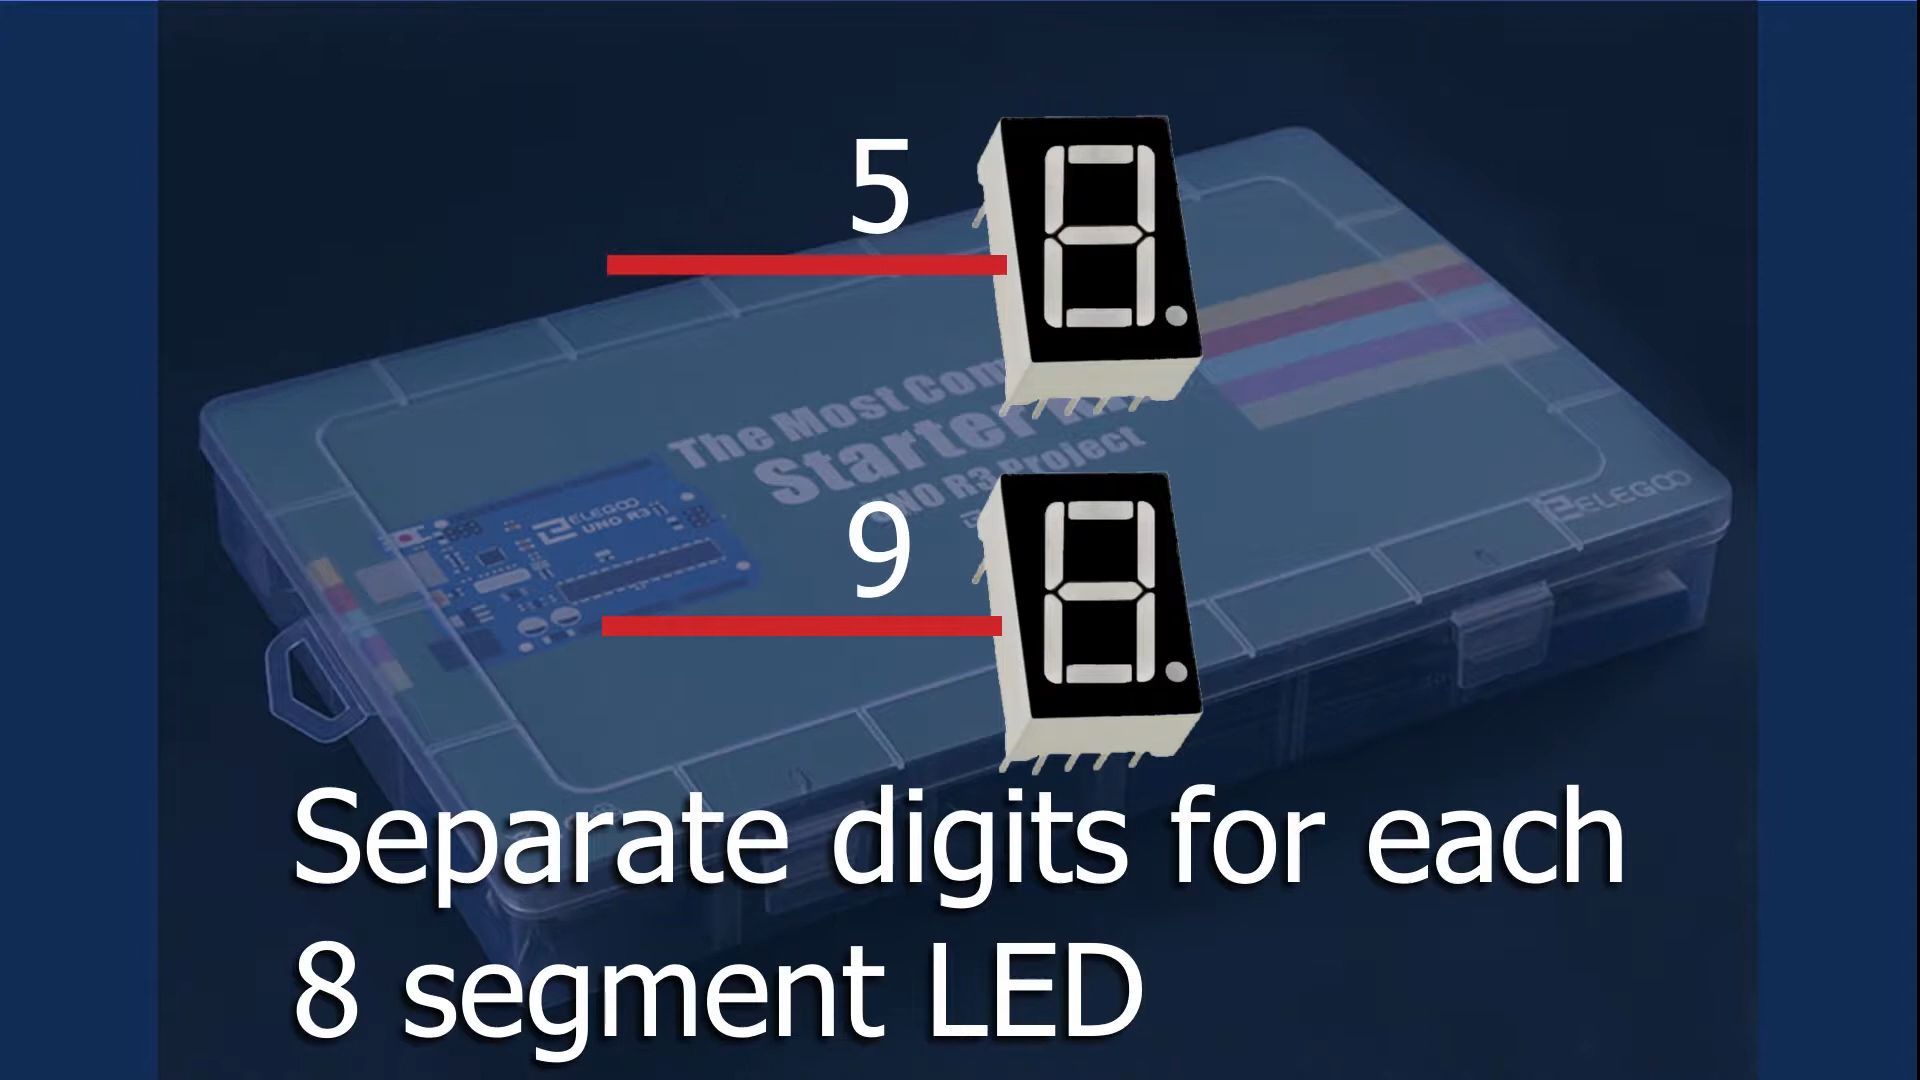 5
The Most Com
Starter
UNO R3 Project
ELEGOO
ELEGOO
UNO R3
9
Separate digits for each
8 segment LED